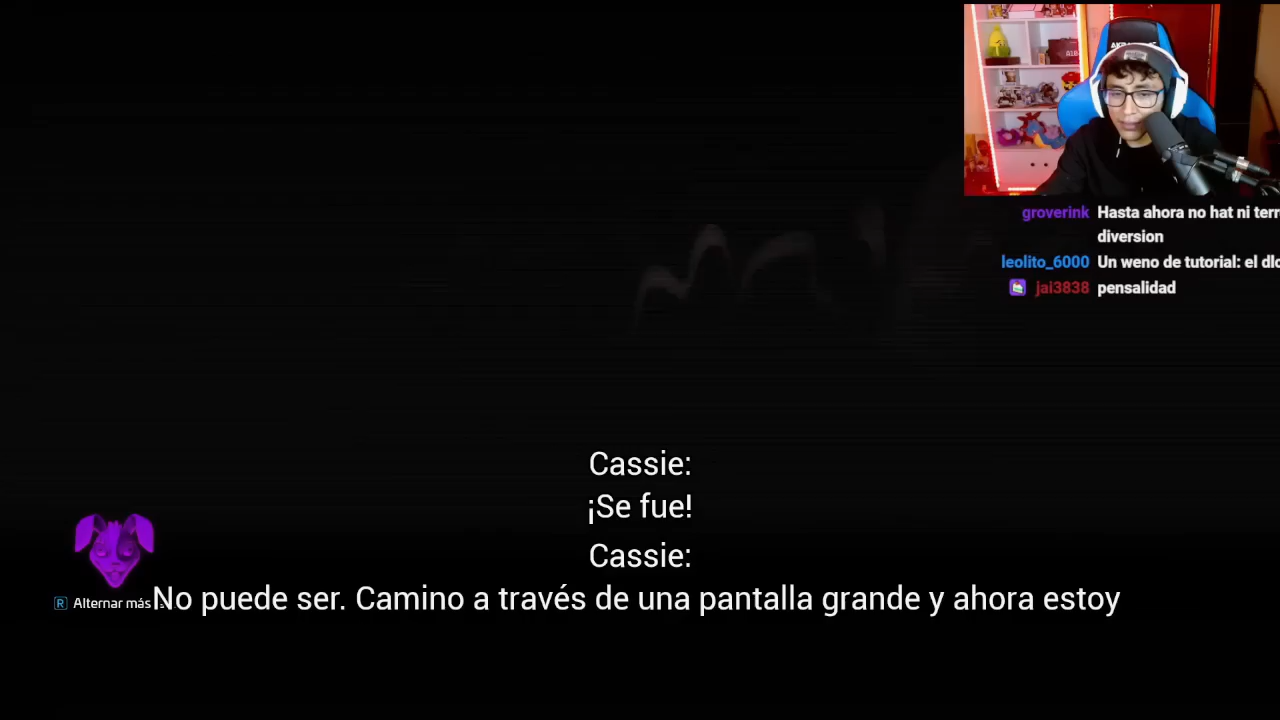 groverink Hasta ahora no hat ni terr
diversion
leolito_6000 Un weno de tutorial: el dlc
jai3838 pensalidad
Cassie:
¡Se fue!
Cassie:
No puede ser. Camino a través de una pantalla grande y ahora estoy
R Alternar más